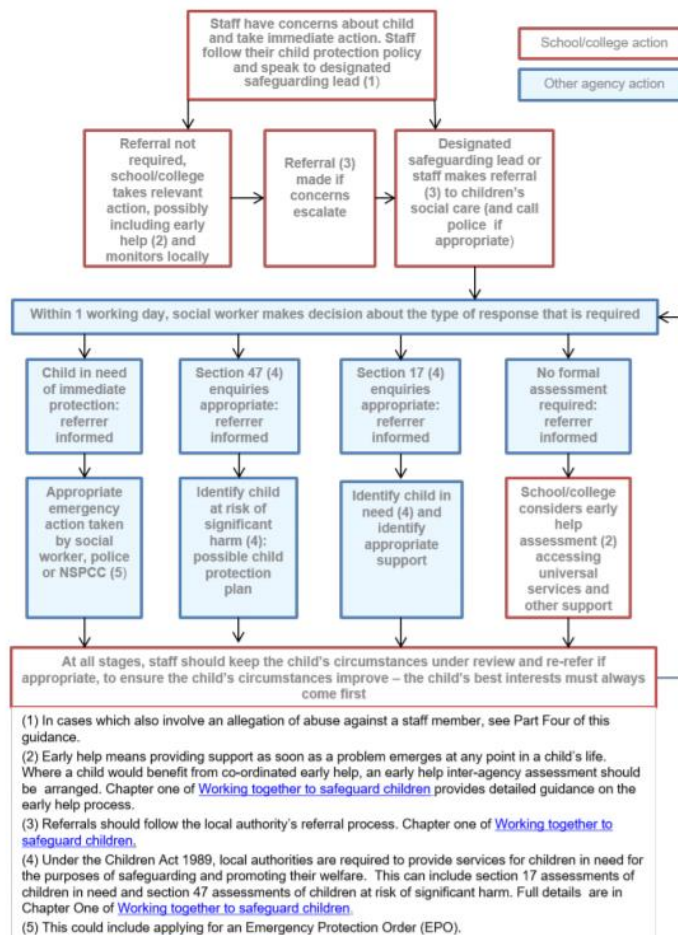 Staff have concerns about child
and take immediate action. Staff
follow their child protection policy
and speak to designated
safeguarding lead (1)
School/college action
Other agency action
Referral not
required,
school/college
takes relevant
action, possibly
including early
help (2) and
monitors locally
Referral (3)
made if
concerns
escalate
Designated
safeguarding lead or
staff makes referral
(3) to children's
social care (and call
police if
appropriate)
Within 1 working day, social worker makes decision about the type of response that is required
Child in need
of immediate
protection:
referrer
informed
Section 47 (4)
enquiries
appropriate:
referrer
informed
Section 17 (4)
enquiries
appropriate:
referrer
informed
No formal
assessment
required:
referrer
informed
Appropriate
emergency
action taken
by social
worker, police
or NSPCC (5)
Identify child
at risk of
significant
harm (4):
possible child
protection
plan
Identify child in
need (4) and
identify
appropriate
support
School/college
considers early
help
assessment (2)
accessing
universal
services and
other support
At all stages, staff should keep the child's circumstances under review and re-refer if
appropriate, to ensure the child's circumstances improve – the child's best interests must always
come first
(1) In cases which also involve an allegation of abuse against a staff member, see Part Four of this
guidance.
(2) Early help means providing support as soon as a problem emerges at any point in a child's life.
Where a child would benefit from co-ordinated early help, an early help inter-agency assessment should
be arranged. Chapter one of Working together to safeguard children provides detailed guidance on the
early help process.
(3) Referrals should follow the local authority's referral process. Chapter one of Working together to
safeguard children.
(4) Under the Children Act 1989, local authorities are required to provide services for children in need for
the purposes of safeguarding and promoting their welfare. This can include section 17 assessments of
children in need and section 47 assessments of children at risk of significant harm. Full details are in
Chapter One of Working together to safeguard children.
(5) This could include applying for an Emergency Protection Order (EPO).